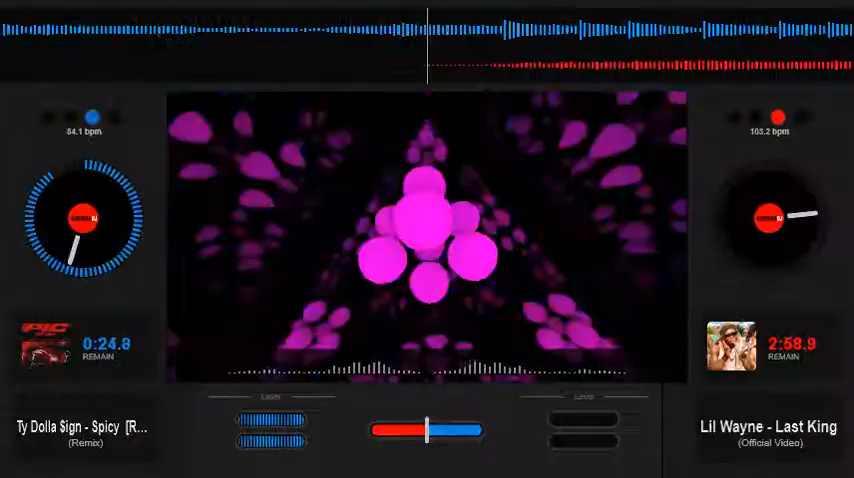 84.1 bpm
105.2 bpm
0:24.8
REMAIN
2:58.9
REMAIN
Ty Dolla $ign - Spicy [R...
(Remix)
Lil Wayne - Last King
(Official Video)